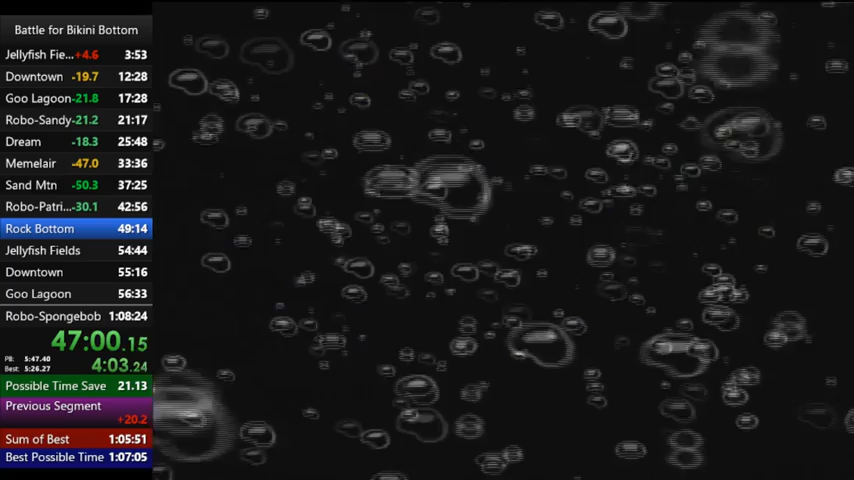 Battle for Bikini Bottom
Jellyfish Fie... +4.6 3:53
Downtown -19.7 12:28
Goo Lagoon -21.8 17:28
Robo-Sandy -21.2 21:17
Dream -18.3 25:48
Memelair -47.0 33:36
Sand Mtn -50.3 37:25
Robo-Patri... -30.1 42:56
Rock Bottom 49:14
Jellyfish Fields 54:44
Downtown 55:16
Goo Lagoon 56:33
Robo-Spongebob 1:08:24
47:00.15
PB: 5:47.40
Best: 5:26.27
4:03.24
Possible Time Save 21.13
Previous Segment
+20.2
Sum of Best 1:05:51
Best Possible Time 1:07:05